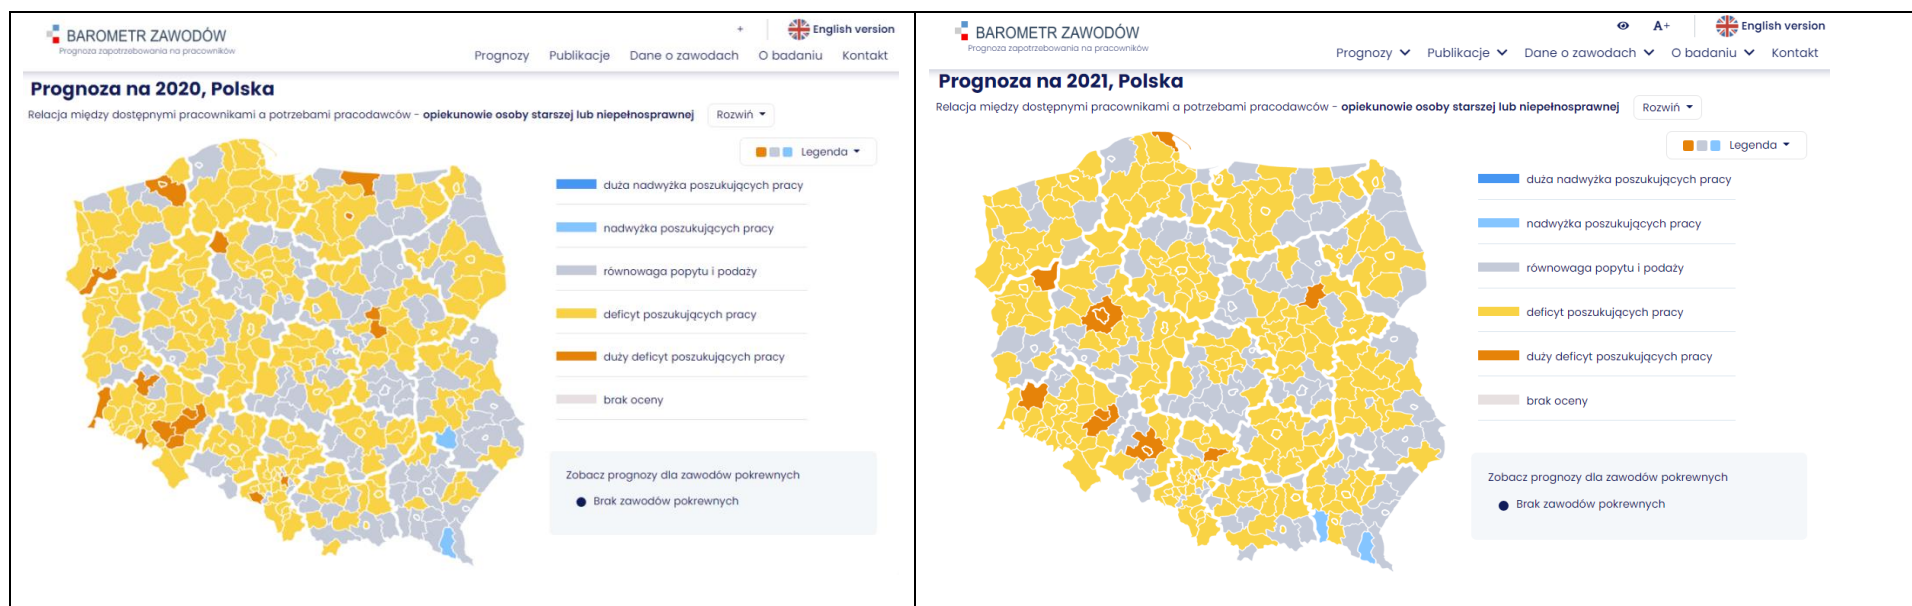 BAROMETR ZAWODÓW
Prognoza zapotrzebowania na pracowników
+
English version
Prognozy Publikacje Dane o zawodach O badaniu Kontakt
Prognoza na 2020, Polska
Relacja między dostępnymi pracownikami a potrzebami pracodawców - opiekunowie osoby starszej lub niepełnosprawnej Rozwiń
Legenda
duża nadwyżka poszukujących pracy
nadwyżka poszukujących pracy
równowaga popytu i podaży
deficyt poszukujących pracy
duży deficyt poszukujących pracy
brak oceny
Zobacz prognozy dla zawodów pokrewnych
Brak zawodów pokrewnych
BAROMETR ZAWODÓW
Prognoza zapotrzebowania na pracowników
A+
English version
Prognozy Publikacje Dane o zawodach O badaniu Kontakt
Prognoza na 2021, Polska
Relacja między dostępnymi pracownikami a potrzebami pracodawców - opiekunowie osoby starszej lub niepełnosprawnej Rozwiń
Legenda
duża nadwyżka poszukujących pracy
nadwyżka poszukujących pracy
równowaga popytu i podaży
deficyt poszukujących pracy
duży deficyt poszukujących pracy
brak oceny
Zobacz prognozy dla zawodów pokrewnych
Brak zawodów pokrewnych